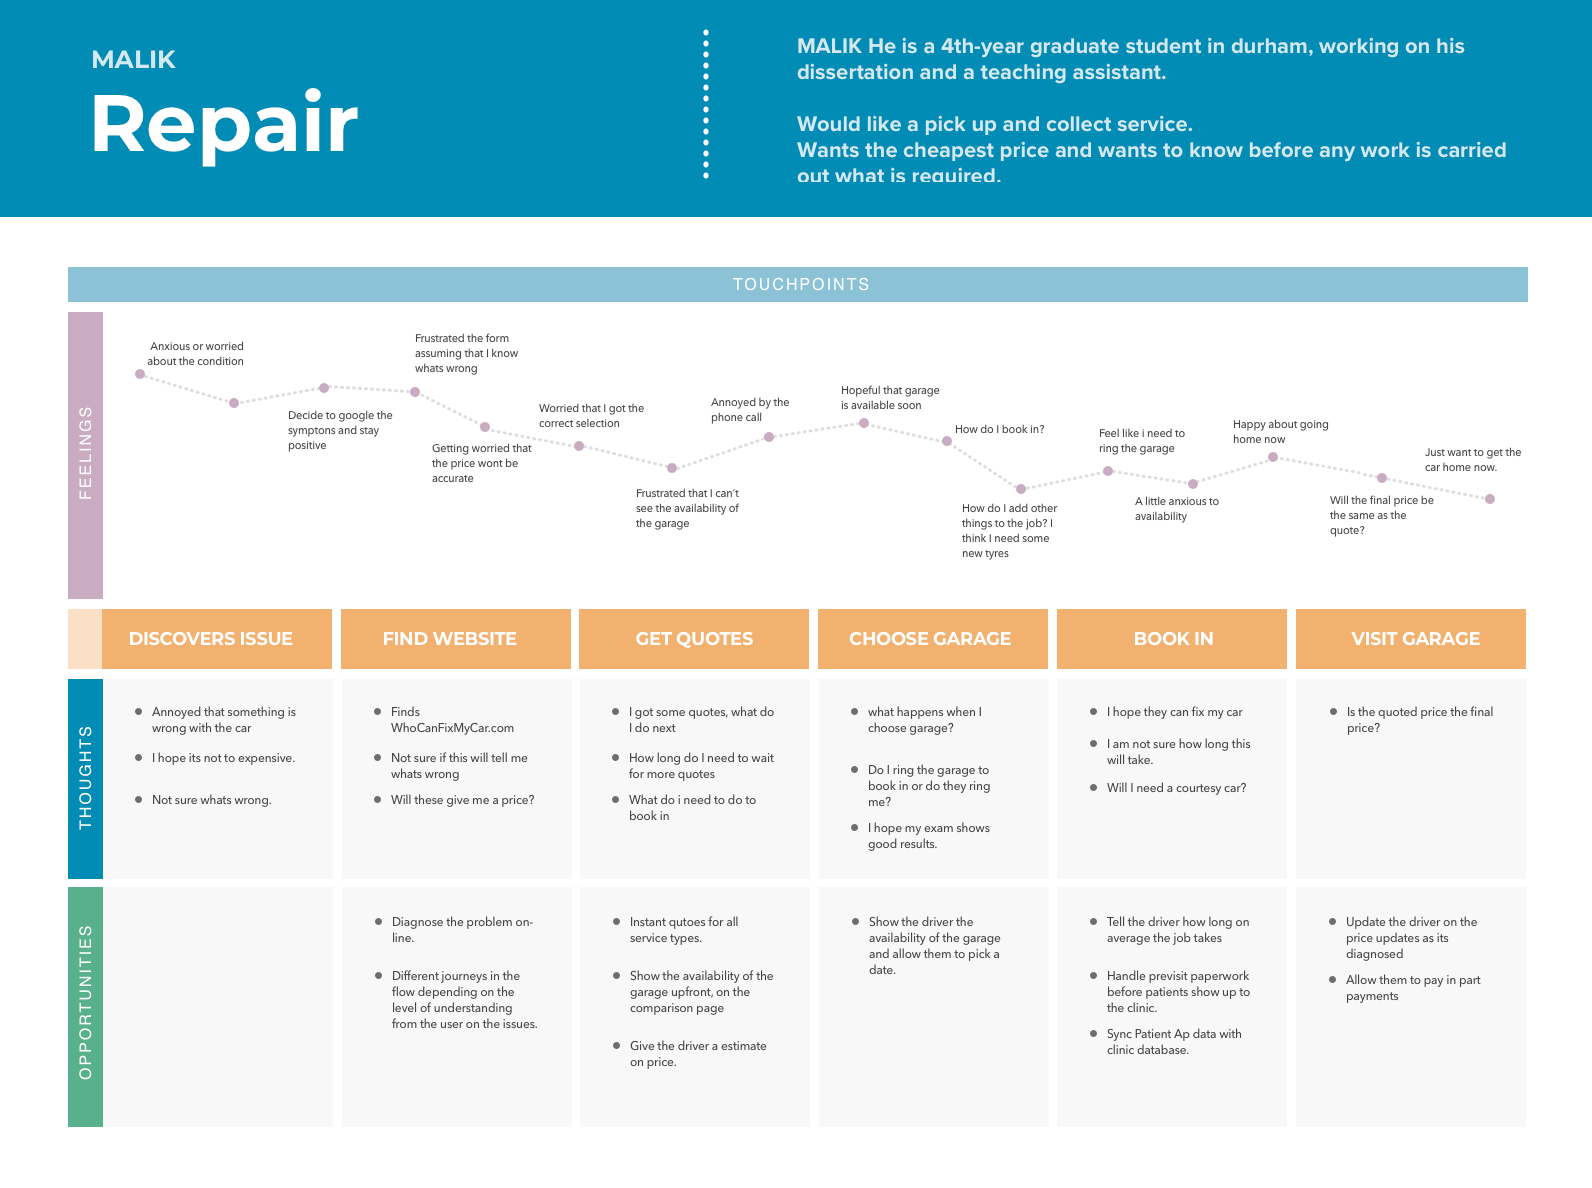 MALIK
Repair
MALIK He is a 4th-year graduate student in durham, working on his
dissertation and a teaching assistant.
Would like a pick up and collect service.
Wants the cheapest price and wants to know before any work is carried
out what is required.
TOUCHPOINTS
FEELINGS
Anxious or worried
about the condition
Decide to google the
symptons and stay
positive
Frustrated the form
assuming that I know
whats wrong
Getting worried that
the price wont be
accurate
Worried that I got the
correct selection
Frustrated that I can't
see the availability of
the garage
Annoyed by the
phone call
Hopeful that garage
is available soon
How do I book in?
How do I add other
things to the job? I
think I need some
new tyres
Feel like i need to
ring the garage
A little anxious to
availability
Happy about going
home now
Will the final price be
the same as the
quote?
Just want to get the
car home now.
DISCOVERS ISSUE
FIND WEBSITE
GET QUOTES
CHOOSE GARAGE
BOOK IN
VISIT GARAGE
THOUGHTS
Annoyed that something is
wrong with the car
I hope its not to expensive.
Not sure whats wrong.
Finds
WhoCanFixMyCar.com
Not sure if this will tell me
whats wrong
Will these give me a price?
I got some quotes, what do
I do next
How long do I need to wait
for more quotes
What do i need to do to
book in
what happens when I
choose garage?
Do I ring the garage to
book in or do they ring
me?
I hope my exam shows
good results.
I hope they can fix my car
I am not sure how long this
will take.
Will I need a courtesy car?
Is the quoted price the final
price?
OPPORTUNITIES
Diagnose the problem on-
line.
Different journeys in the
flow depending on the
level of understanding
from the user on the issues.
Instant qutoes for all
service types.
Show the availability of the
garage upfront, on the
comparison page
Give the driver a estimate
on price.
Show the driver the
availability of the garage
and allow them to pick a
date.
Tell the driver how long on
average the job takes
Handle previsit paperwork
before patients show up to
the clinic.
Sync Patient Ap data with
clinic database.
Update the driver on the
price updates as its
diagnosed
Allow them to pay in part
payments